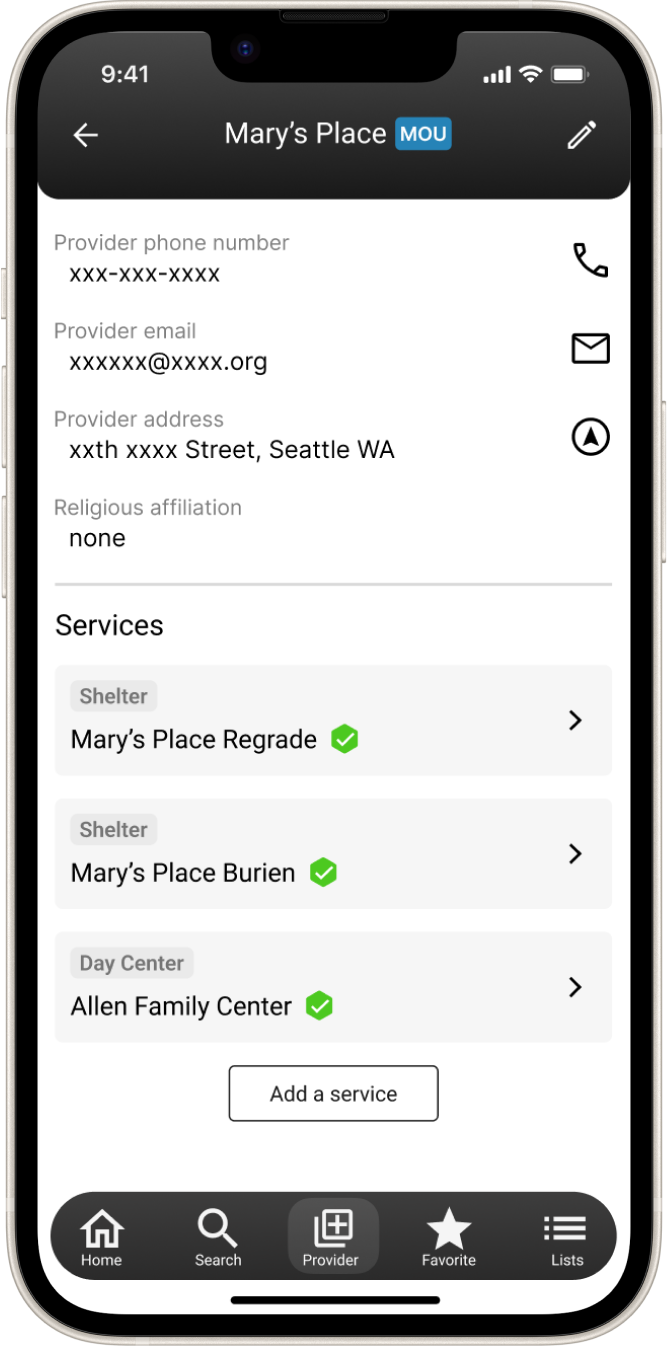 9:41
Mary’s Place MOU
Provider phone number
xxx-xxx-xxxx
Provider email
xxxxxx@xxxx.org
Provider address
xxth xxxx Street, Seattle WA
Religious affiliation
none
Services
Shelter
Mary’s Place Regrade
Shelter
Mary’s Place Burien
Day Center
Allen Family Center
Add a service
Home Search Provider Favorite Lists